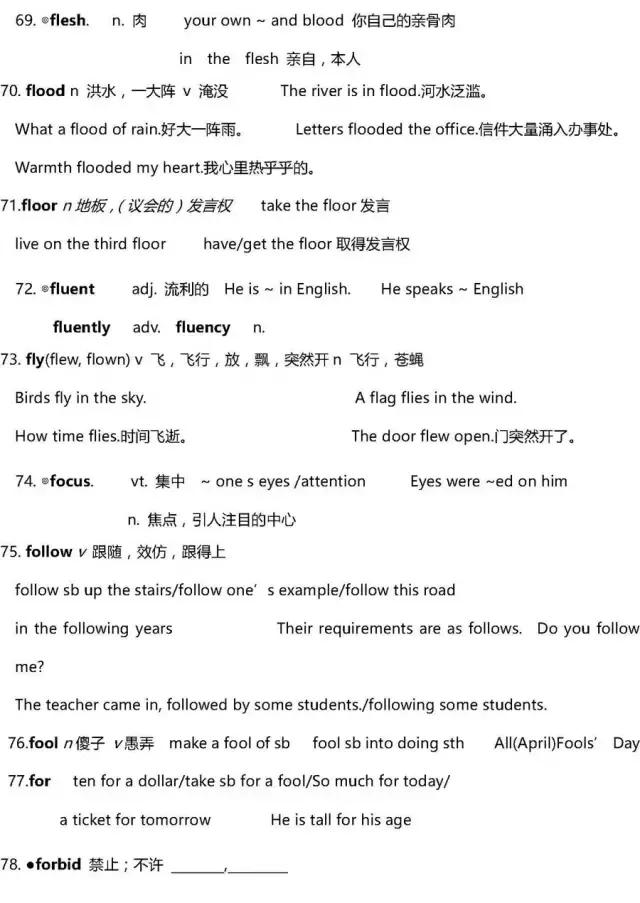 69. ⊙flesh. n. 肉 your own ~ and blood 你自己的亲骨肉
in the flesh 亲自，本人
70. flood n 洪水，一大阵 v 淹没 The river is in flood.河水泛滥。
What a flood of rain.好大一阵雨。 Letters flooded the office.信件大量涌入办事处。
Warmth flooded my heart.我心里热乎乎的。
71.floor n 地板，（议会的）发言权 take the floor 发言
live on the third floor have/get the floor 取得发言权
72. ⊙fluent adj. 流利的 He is ~ in English. He speaks ~ English
fluently adv. fluency n.
73. fly(flew, flown) v 飞，飞行，放，飘，突然开 n 飞行，苍蝇
Birds fly in the sky. A flag flies in the wind.
How time flies.时间飞逝。 The door flew open.门突然开了。
74. ⊙focus. vt. 集中 ~ one s eyes /attention Eyes were ~ed on him
n. 焦点，引人注目的中心
75. follow v 跟随，效仿，跟得上
follow sb up the stairs/follow one’s example/follow this road
in the following years Their requirements are as follows. Do you follow
me?
The teacher came in, followed by some students./following some students.
76.fool n 傻子 v 愚弄 make a fool of sb fool sb into doing sth All(April)Fools’ Day
77.for ten for a dollar/take sb for a fool/So much for today/
a ticket for tomorrow He is tall for his age
78. ●forbid 禁止；不许 _______,________